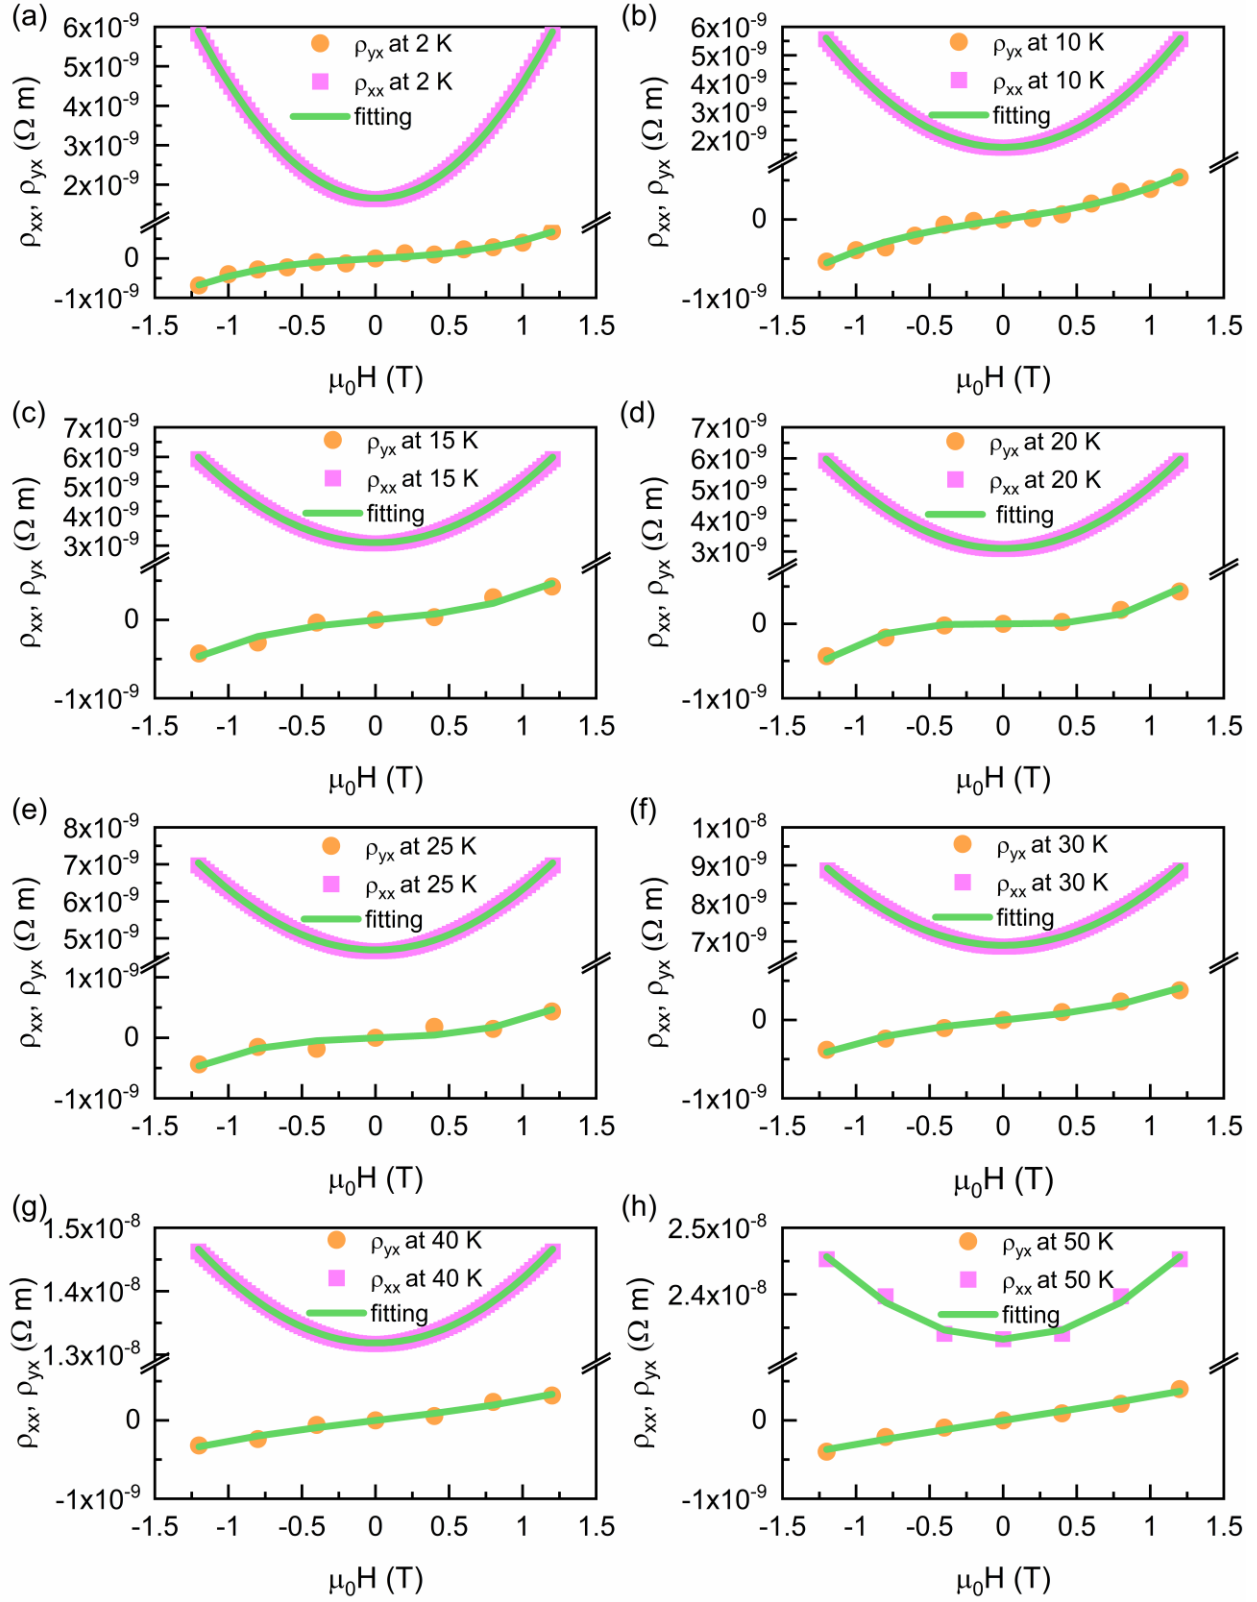 (a)
6x10⁻⁹
5x10⁻⁹
4x10⁻⁹
3x10⁻⁹
2x10⁻⁹
0
-1x10⁻⁹
ρxx, ρyx (Ω m)
ρyx at 2 K
ρxx at 2 K
fitting
-1.5 -1 -0.5 0 0.5 1 1.5
μ₀H (T)
(b)
6x10⁻⁹
5x10⁻⁹
4x10⁻⁹
3x10⁻⁹
2x10⁻⁹
0
-1x10⁻⁹
ρxx, ρyx (Ω m)
ρyx at 10 K
ρxx at 10 K
fitting
-1.5 -1 -0.5 0 0.5 1 1.5
μ₀H (T)
(c)
7x10⁻⁹
6x10⁻⁹
5x10⁻⁹
4x10⁻⁹
3x10⁻⁹
0
-1x10⁻⁹
ρxx, ρyx (Ω m)
ρyx at 15 K
ρxx at 15 K
fitting
-1.5 -1 -0.5 0 0.5 1 1.5
μ₀H (T)
(d)
7x10⁻⁹
6x10⁻⁹
5x10⁻⁹
4x10⁻⁹
3x10⁻⁹
0
-1x10⁻⁹
ρxx, ρyx (Ω m)
ρyx at 20 K
ρxx at 20 K
fitting
-1.5 -1 -0.5 0 0.5 1 1.5
μ₀H (T)
(e)
8x10⁻⁹
7x10⁻⁹
6x10⁻⁹
5x10⁻⁹
1x10⁻⁹
0
-1x10⁻⁹
ρxx, ρyx (Ω m)
ρyx at 25 K
ρxx at 25 K
fitting
-1.5 -1 -0.5 0 0.5 1 1.5
μ₀H (T)
(f)
1x10⁻⁸
9x10⁻⁹
8x10⁻⁹
7x10⁻⁹
0
-1x10⁻⁹
ρxx, ρyx (Ω m)
ρyx at 30 K
ρxx at 30 K
fitting
-1.5 -1 -0.5 0 0.5 1 1.5
μ₀H (T)
(g)
1.5x10⁻⁸
1.4x10⁻⁸
1.3x10⁻⁸
0
-1x10⁻⁹
ρxx, ρyx (Ω m)
ρyx at 40 K
ρxx at 40 K
fitting
-1.5 -1 -0.5 0 0.5 1 1.5
μ₀H (T)
(h)
2.5x10⁻⁸
2.4x10⁻⁸
0
-1x10⁻⁹
ρxx, ρyx (Ω m)
ρyx at 50 K
ρxx at 50 K
fitting
-1.5 -1 -0.5 0 0.5 1 1.5
μ₀H (T)